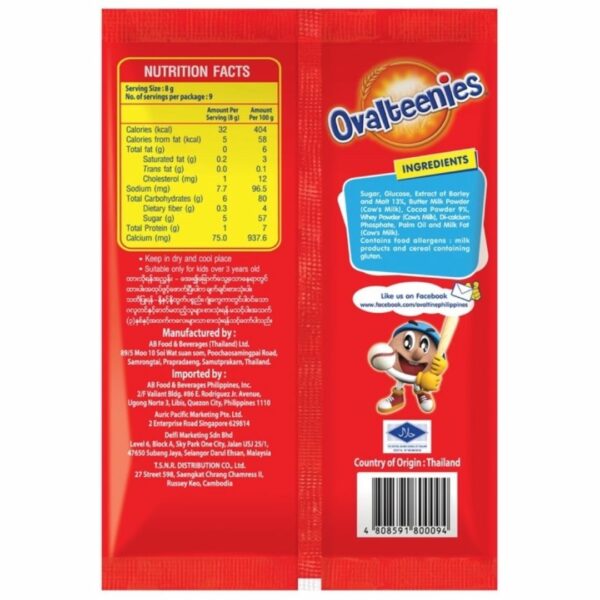 NUTRITION FACTS
Serving Size : 8 g
No. of servings per package : 9
Amount Per Serving (8 g) Amount Per 100 g
Calories (kcal) 32 404
Calories from fat (kcal) 5 58
Total fat (g) 0 6
Saturated fat (g) 0.2 3
Trans fat (g) 0.0 0.1
Cholesterol (mg) 1 12
Sodium (mg) 7.7 96.5
Total Carbohydrates (g) 6 80
Dietary fiber (g) 0.3 4
Sugar (g) 5 57
Total Protein (g) 1 7
Calcium (mg) 75.0 937.6
• Keep in dry and cool place
• Suitable only for kids over 3 years old
Manufactured by :
AB Food & Beverages (Thailand) Ltd.
89/5 Moo 10 Soi Wat suan som, Poochaosamingpai Road,
Samrongtai, Prapradaeng, Samutprakarn, Thailand.
Imported by :
AB Food & Beverages Philippines, Inc.
2/F Valiant Bldg. #86 E. Rodriguez Jr. Avenue,
Ugong Norte 3, Libis, Quezon City, Philippines 1110
Auric Pacific Marketing Pte. Ltd.
2 Enterprise Road Singapore 629814
Delfi Marketing Sdn Bhd
Level 6, Block A, Sky Park One City, Jalan USJ 25/1,
47650 Subang Jaya, Selangor Darul Ehsan, Malaysia
T.S.N.R. DISTRIBUTION CO., Ltd.
27 Street 598, Saengkat Chrang Chamress II,
Russey Keo, Cambodia
Ovalteenies
INGREDIENTS
Sugar, Glucose, Extract of Barley
and Malt 13%, Butter Milk Powder
(Cow's Milk), Cocoa Powder 9%,
Whey Powder (Cow's Milk), Di-calcium
Phosphate, Palm Oil and Milk Fat
(Cow's Milk).
Contains food allergens : milk
products and cereal containing
gluten.
Like us on Facebook
www.facebook.com/ovaltinephilippines
Country of Origin : Thailand
4 808591 800094